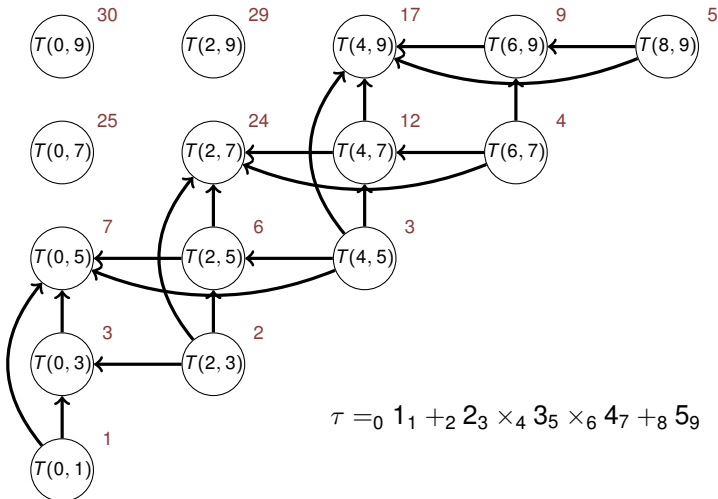 30 29 17 9 5
T(0, 9) T(2, 9) T(4, 9) T(6, 9) T(8, 9)
25 24 12 4
T(0, 7) T(2, 7) T(4, 7) T(6, 7)
7 6 3
T(0, 5) T(2, 5) T(4, 5)
3 2
T(0, 3) T(2, 3)
τ =₀ 1₁ +₂ 2₃ ×₄ 3₅ ×₆ 4₇ +₈ 5₉
1
T(0, 1)